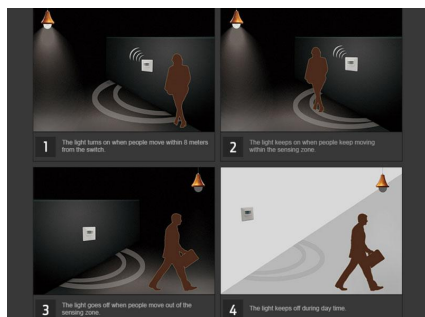 1
The light turns on when people move within 8 meters
from the switch.
2
The light keeps on when people keep moving
within the sensing zone.
3
The light goes off when people move out of the
sensing zone.
4
The light keeps off during day time.